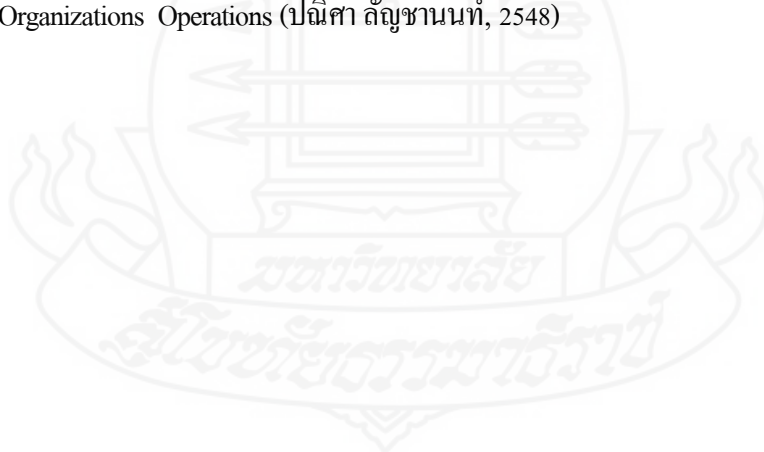 Organizations Operations (ปณิศา ลัญชานนท์, 2548)
มหาวิทยาลัย
สุโขทัยธรรมาธิราช